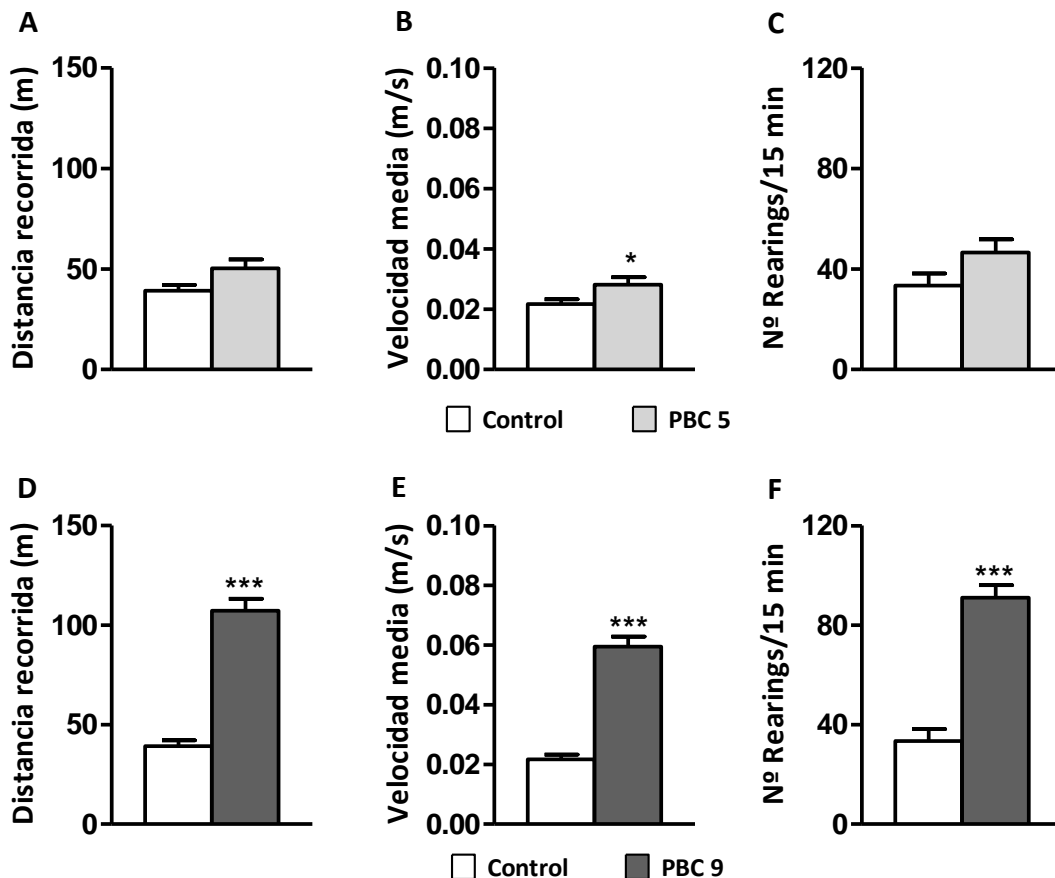 A
Distancia recorrida (m)
150
100
50
0
B
Velocidad media (m/s)
0.10
0.08
0.06
0.04
0.02
0.00
*
C
Nº Rearings/15 min
120
80
40
0
Control
PBC 5
D
Distancia recorrida (m)
150
100
50
0
***
E
Velocidad media (m/s)
0.10
0.08
0.06
0.04
0.02
0.00
***
F
Nº Rearings/15 min
120
80
40
0
***
Control
PBC 9